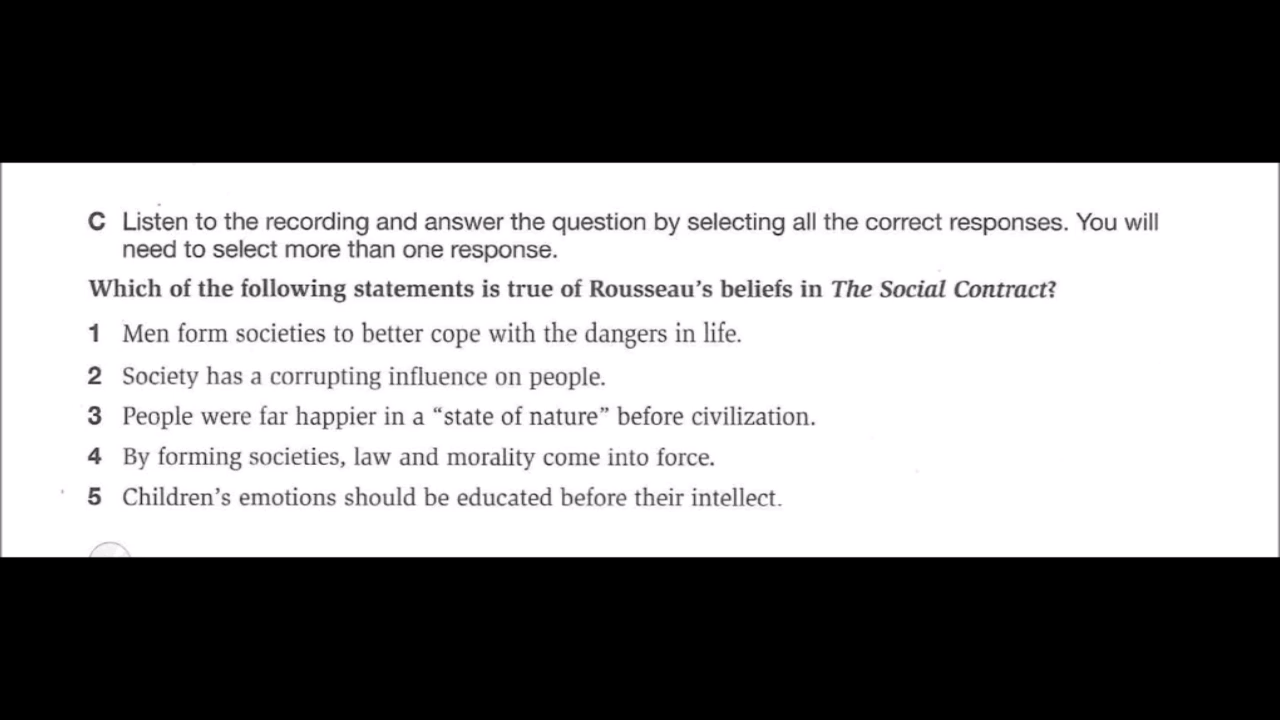 C Listen to the recording and answer the question by selecting all the correct responses. You will
need to select more than one response.
Which of the following statements is true of Rousseau's beliefs in The Social Contract?
1 Men form societies to better cope with the dangers in life.
2 Society has a corrupting influence on people.
3 People were far happier in a “state of nature” before civilization.
4 By forming societies, law and morality come into force.
5 Children's emotions should be educated before their intellect.